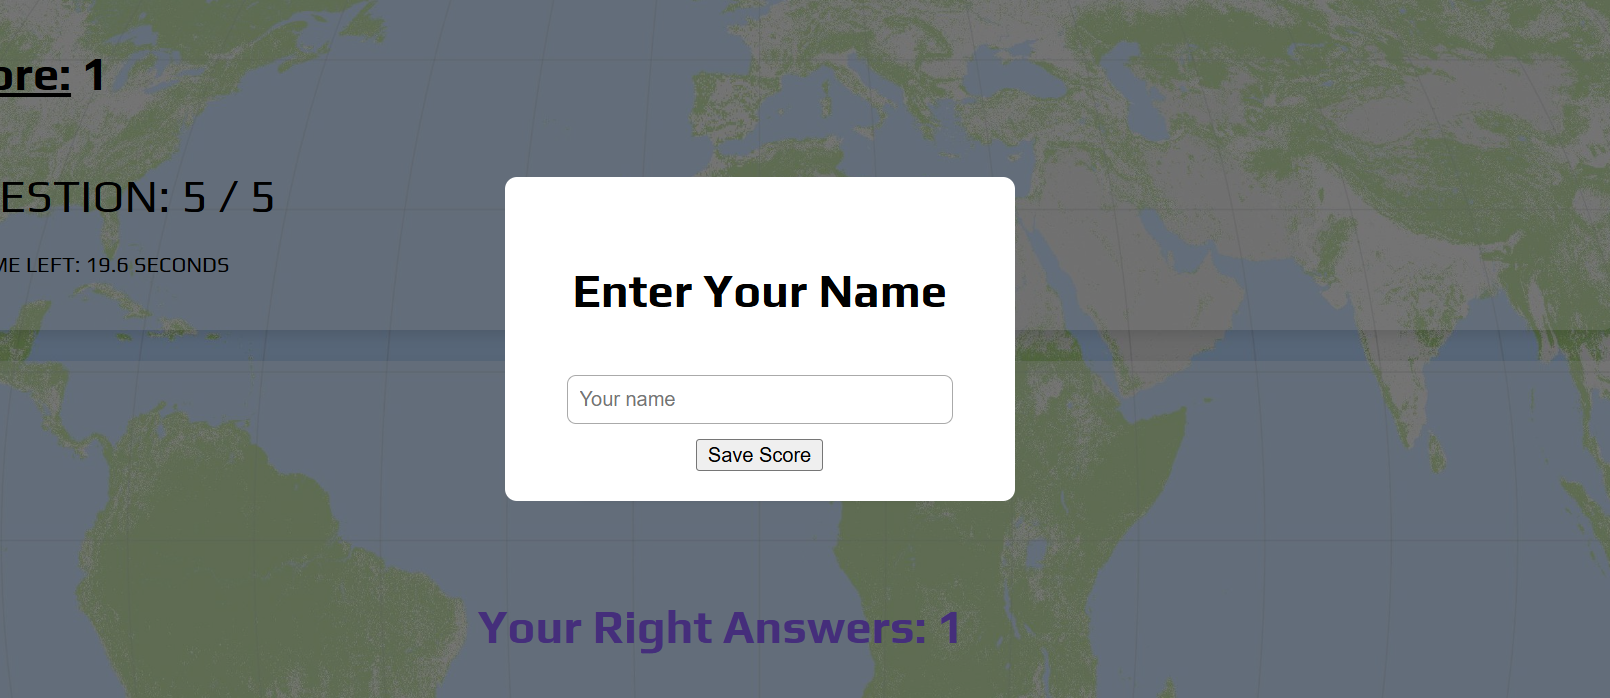 ore: 1
ESTION: 5 / 5
ME LEFT: 19.6 SECONDS
Enter Your Name
Your name
Save Score
Your Right Answers: 1